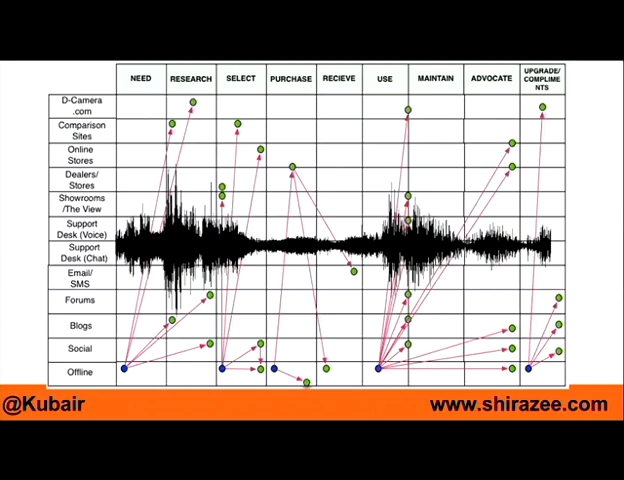 NEED RESEARCH SELECT PURCHASE RECIEVE USE MAINTAIN ADVOCATE UPGRADE/
COMPLIME
NTS
D-Camera
.com
Comparison
Sites
Online
Stores
Dealers/
Stores
Showrooms
/The View
Support
Desk (Voice)
Support
Desk (Chat)
Email/
SMS
Forums
Blogs
Social
Offline
@Kubair
www.shirazee.com